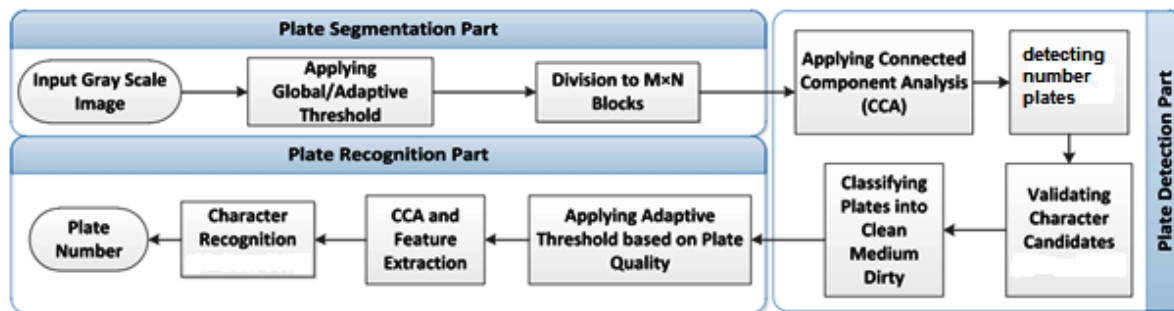 Plate Segmentation Part
Input Gray Scale
Image
Applying
Global/Adaptive
Threshold
Division to M×N
Blocks
Applying Connected
Component Analysis
(CCA)
detecting
number
plates
Plate Detection Part
Validating
Character
Candidates
Classifying
Plates into
Clean
Medium
Dirty
Plate Recognition Part
Applying Adaptive
Threshold based on Plate
Quality
CCA and
Feature
Extraction
Character
Recognition
Plate
Number